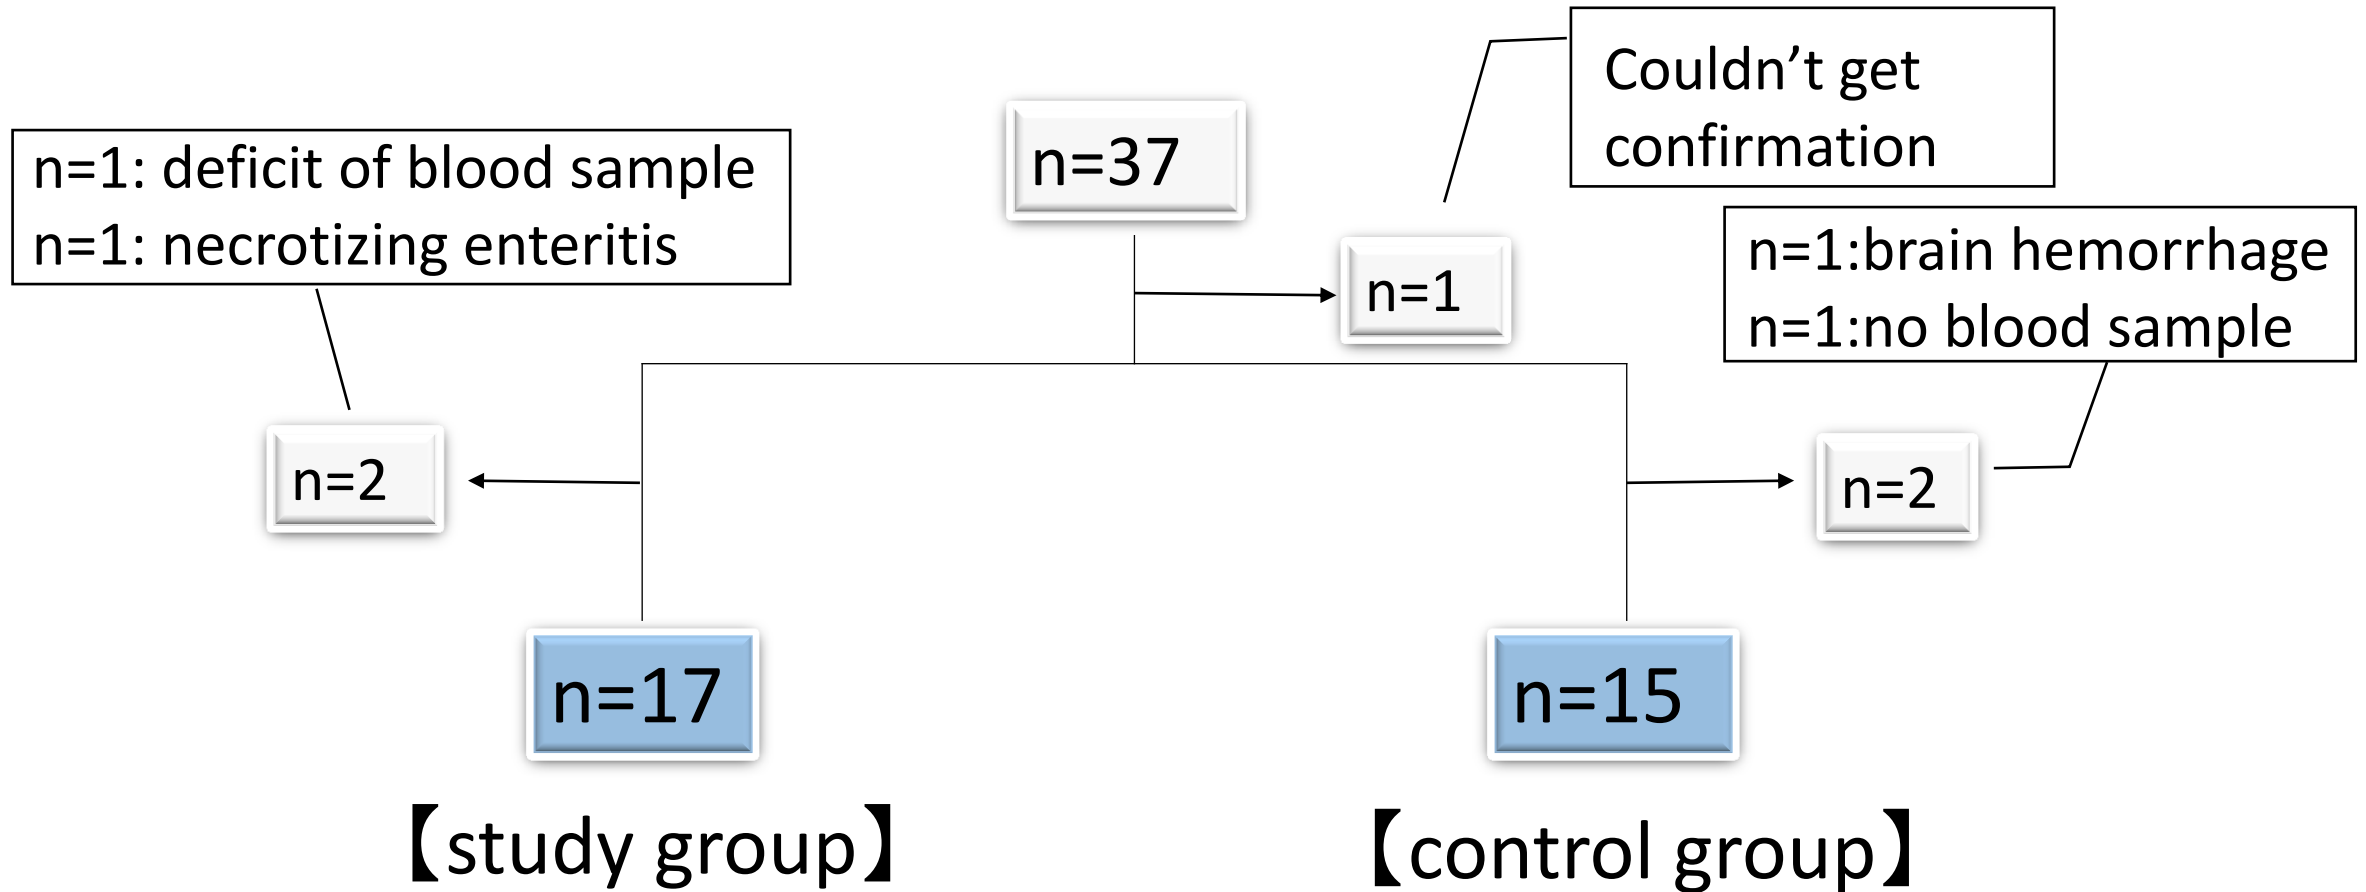 Couldn’t get
confirmation
n=37
n=1: deficit of blood sample
n=1: necrotizing enteritis
n=1
n=1:brain hemorrhage
n=1:no blood sample
n=2
n=2
n=17
n=15
【study group】
【control group】